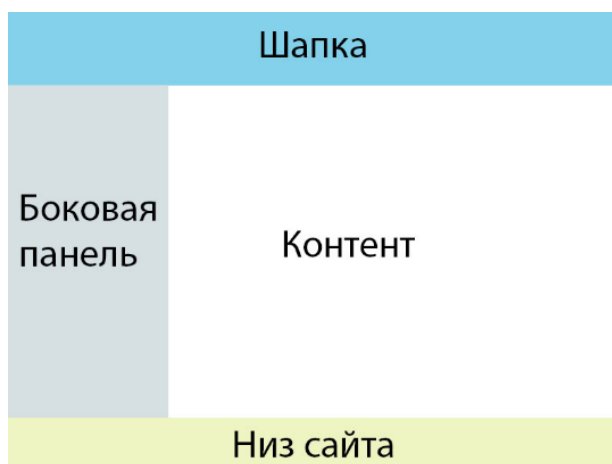 Шапка
Боковая
панель
Контент
Низ сайта